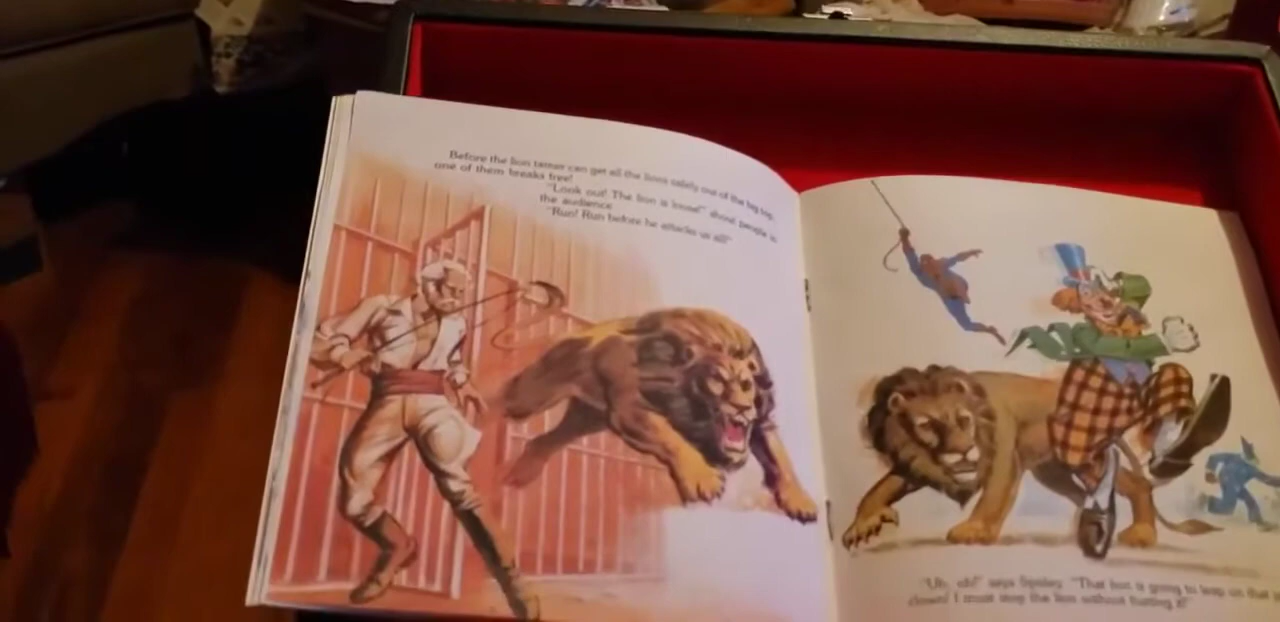 Before the lion tamer can get all the lions safely out of the big top,
one of them breaks free!
"Look out! The lion is loose!" shout people in
the audience.
"Run! Run before he attacks us all!"
"Uh, oh!" says Spidey. "That lion is going to leap on that
clown! I must stop the lion without hurting it!"